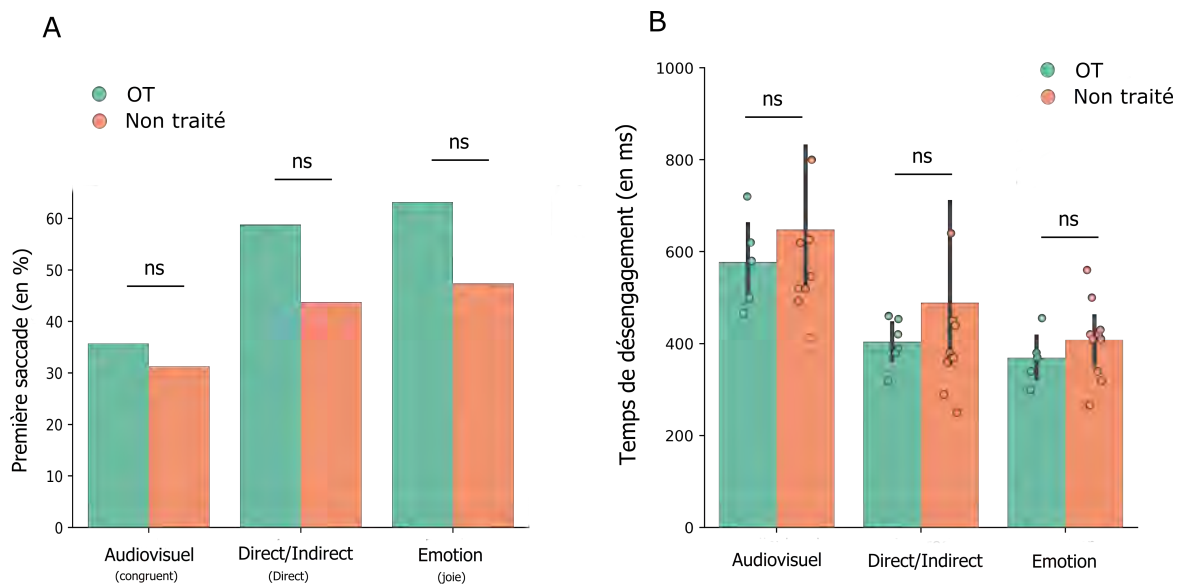 A
OT
Non traité
ns
ns
ns
Première saccade (en %)
60
50
40
30
20
10
0
Audiovisuel
(congruent)
Direct/Indirect
(Direct)
Emotion
(joie)
B
OT
Non traité
ns
ns
ns
Temps de désengagement (en ms)
1000
800
600
400
200
0
Audiovisuel
Direct/Indirect
Emotion